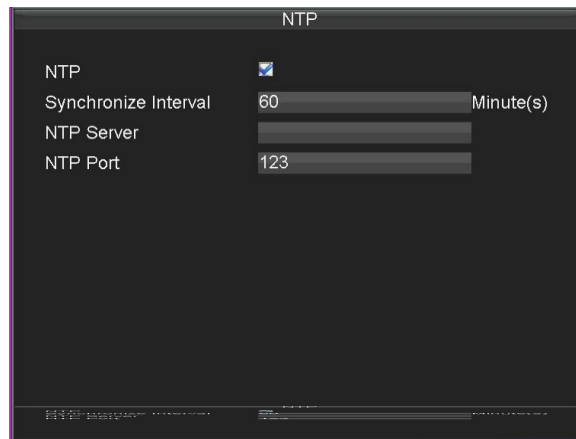 NTP
NTP
Synchronize Interval 60 Minute(s)
NTP Server
NTP Port 123